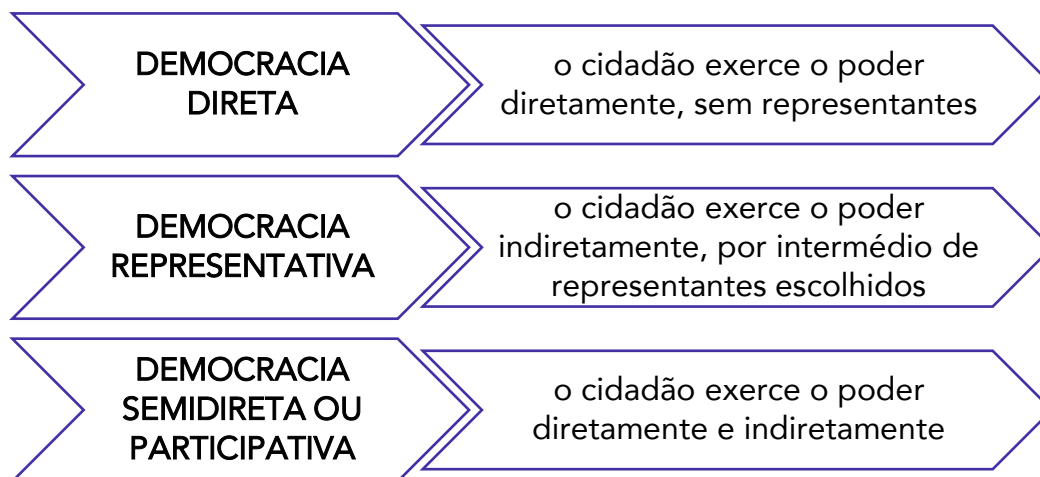 DEMOCRACIA
DIRETA
o cidadão exerce o poder
diretamente, sem representantes
DEMOCRACIA
REPRESENTATIVA
o cidadão exerce o poder
indiretamente, por intermédio de
representantes escolhidos
DEMOCRACIA
SEMIDIRETA OU
PARTICIPATIVA
o cidadão exerce o poder
diretamente e indiretamente